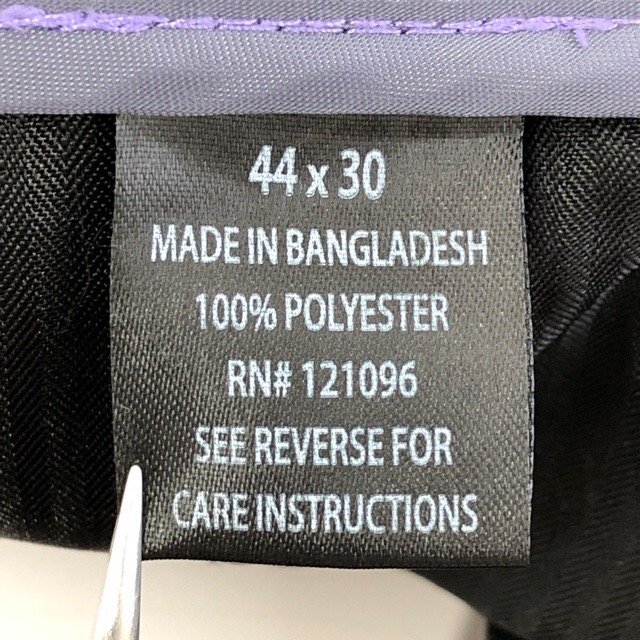 44 x 30
MADE IN BANGLADESH
100% POLYESTER
RN# 121096
SEE REVERSE FOR
CARE INSTRUCTIONS